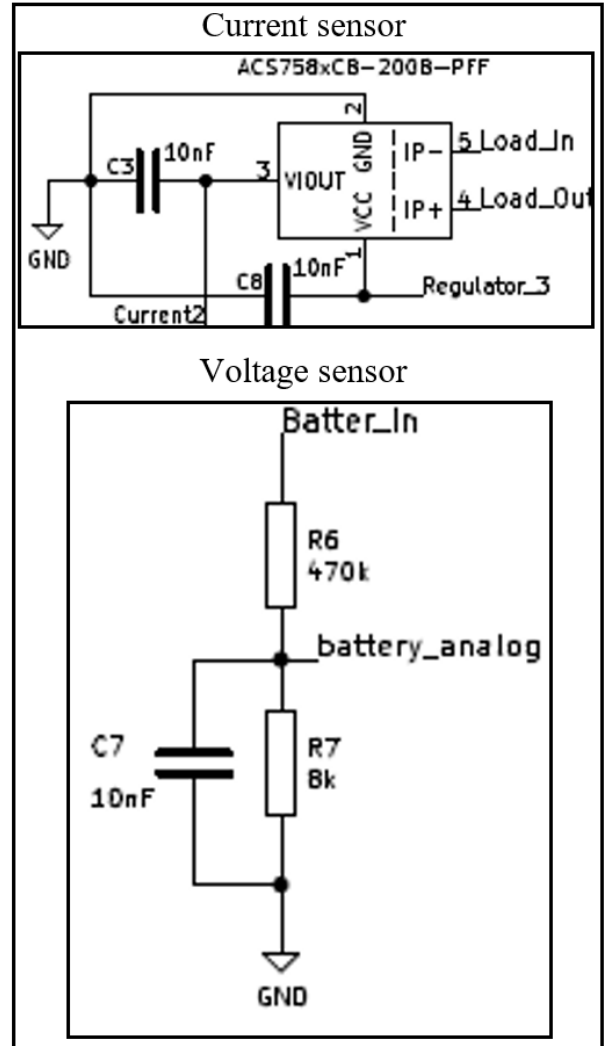 Current sensor
ACS758xCB-200B-PFF
C3 10nF
2
GND
3 VIOUT
IP- 5 Load_In
IP+ 4 Load_Out
VCC
1
GND
C8 10nF
Regulator_3
Current2
Voltage sensor
Batter_In
R6
470k
battery_analog
C7
10nF
R7
8k
GND